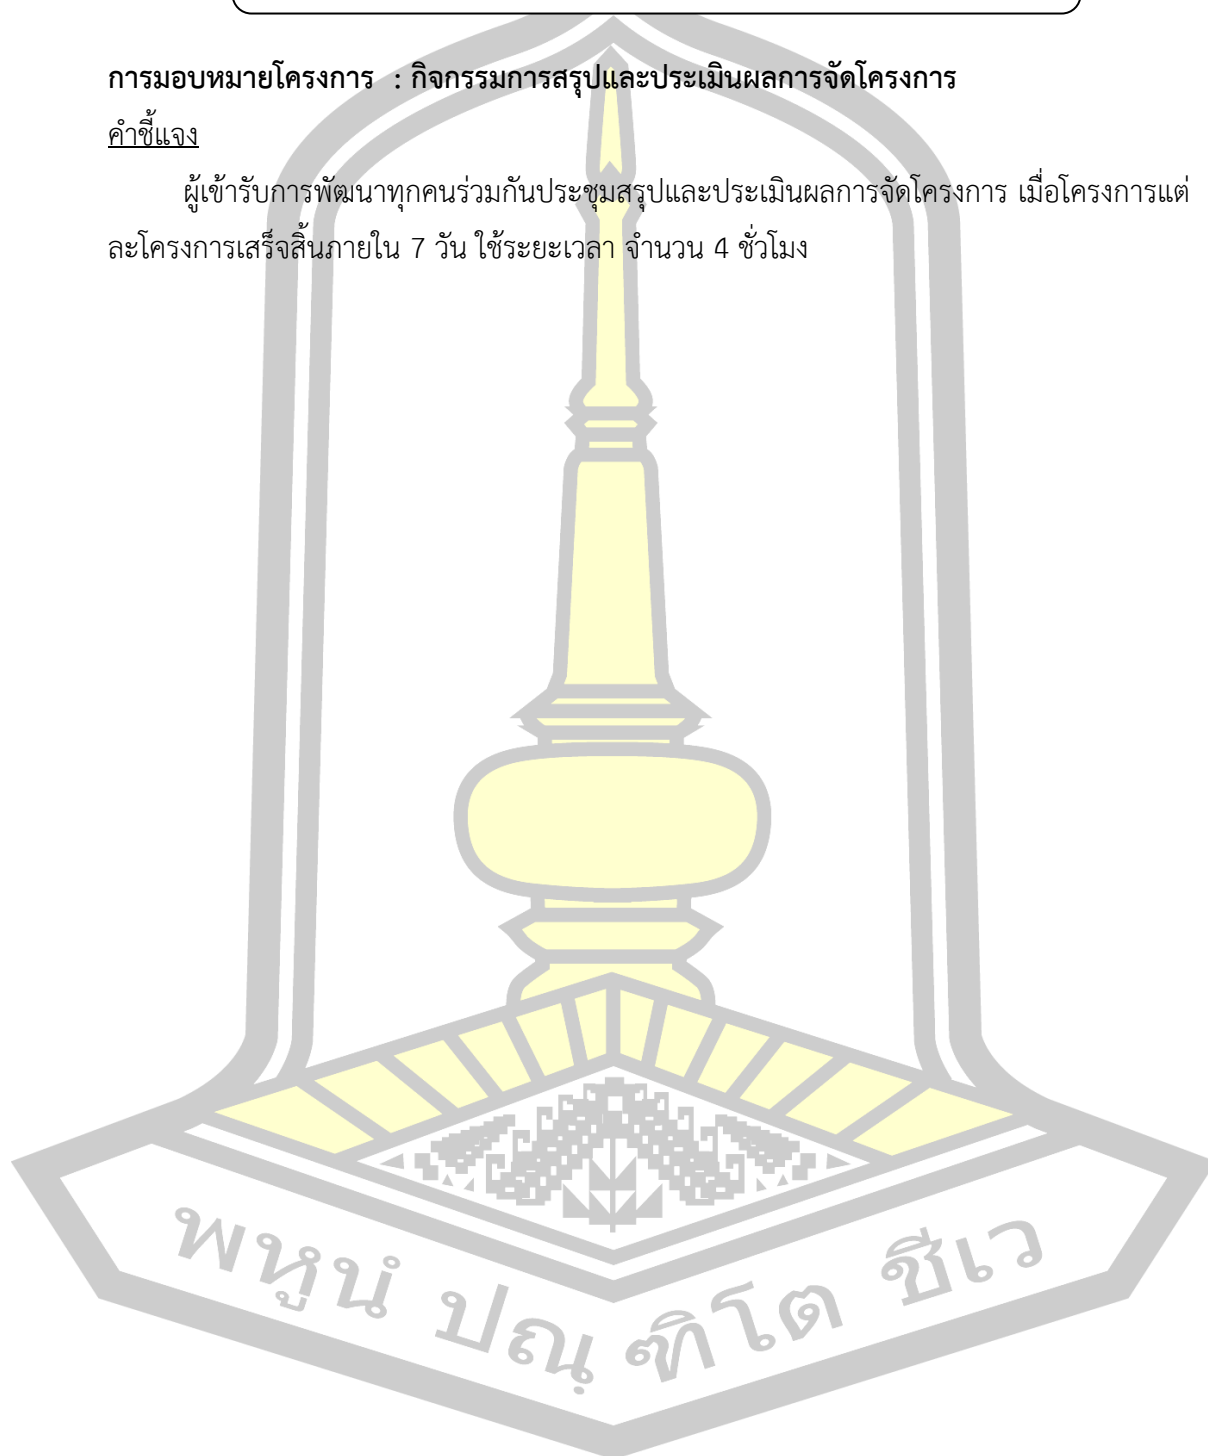 การมอบหมายโครงการ : กิจกรรมการสรุปและประเมินผลการจัดโครงการ
คำชี้แจง
ผู้เข้ารับการพัฒนาทุกคนร่วมกันประชุมสรุปและประเมินผลการจัดโครงการ เมื่อโครงการแต่
ละโครงการเสร็จสิ้นภายใน 7 วัน ใช้ระยะเวลา จำนวน 4 ชั่วโมง
พหูนํ ปณฺฑิโต ชีเว